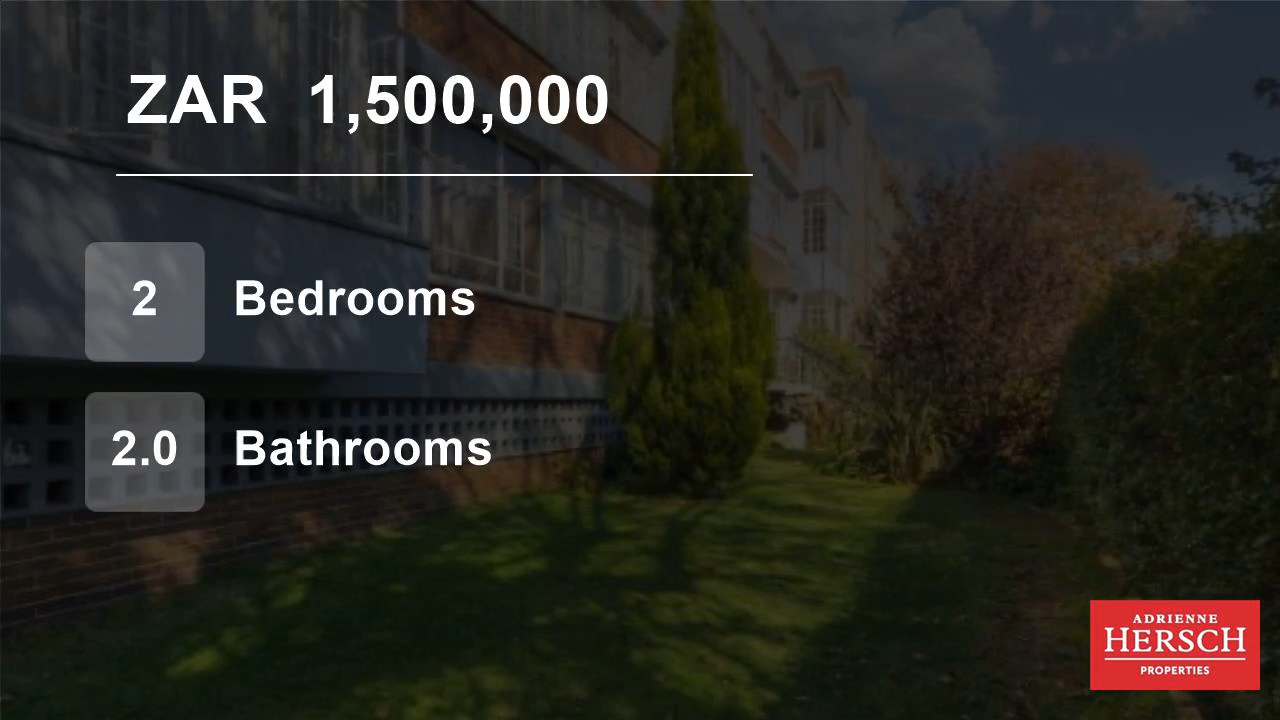 ZAR 1,500,000
2 Bedrooms
2.0 Bathrooms
ADRIENNE
HERSCH
PROPERTIES